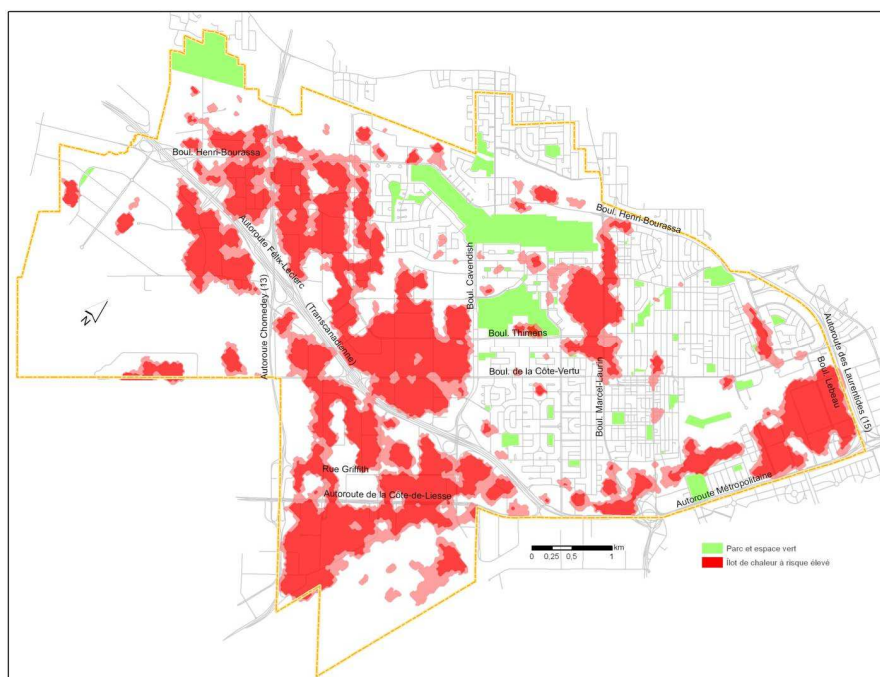 Boul. Henri-Bourassa
Boul. Henri-Bourassa
Autoroute Félix-Leclerc
(Transcanadienne)
Autoroute Chomedey (13)
Boul. Cavendish
N
Boul. Thimens
Boul. de la Côte-Vertu
Boul. Marcel-Laurin
Autoroute des Laurentides (15)
Boul. Lebeau
Rue Griffith
Autoroute de la Côte-de-Liesse
Autoroute Métropolitaine
km
0 0,25 0,5 1
Parc et espace vert
Îlot de chaleur à risque élevé